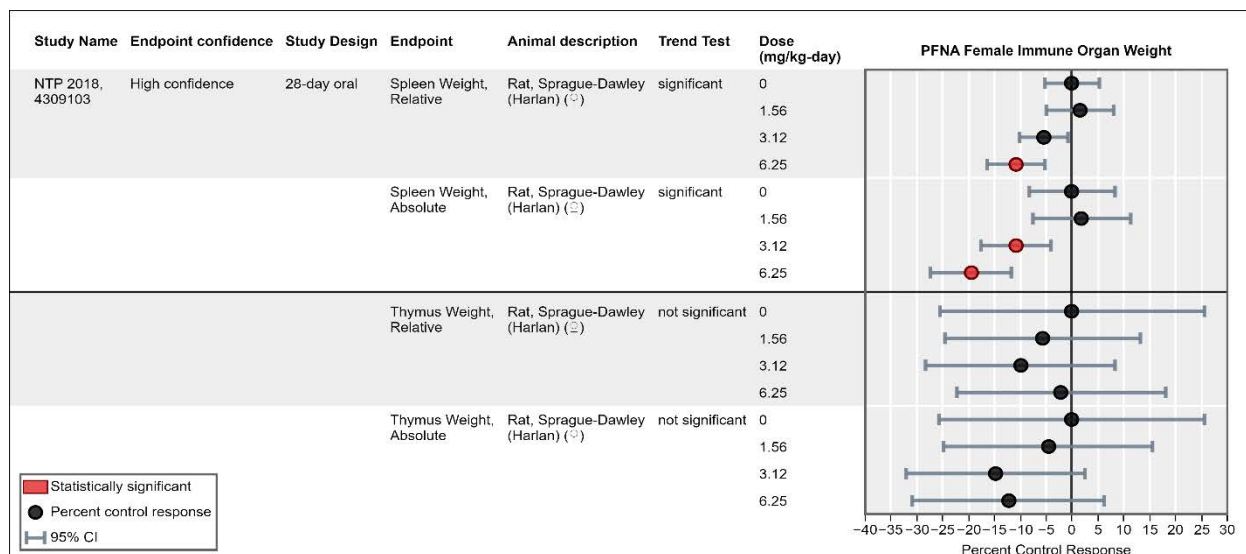 Study Name Endpoint confidence Study Design Endpoint Animal description Trend Test Dose (mg/kg-day)
PFNA Female Immune Organ Weight
NTP 2018, 4309103 High confidence 28-day oral Spleen Weight, Relative Rat, Sprague-Dawley (Harlan) (♀) significant 0
1.56
3.12
6.25
Spleen Weight, Absolute Rat, Sprague-Dawley (Harlan) (♀) significant 0
1.56
3.12
6.25
Thymus Weight, Relative Rat, Sprague-Dawley (Harlan) (♀) not significant 0
1.56
3.12
6.25
Thymus Weight, Absolute Rat, Sprague-Dawley (Harlan) (♀) not significant 0
1.56
3.12
6.25
Statistically significant
Percent control response
95% CI
−40 −35 −30 −25 −20 −15 −10 −5 0 5 10 15 20 25 30
Percent Control Response